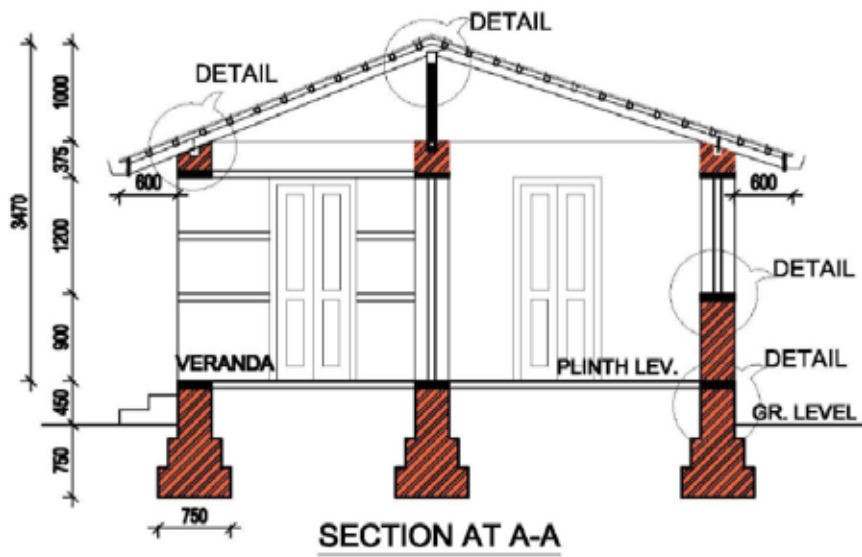 DETAIL
DETAIL
1000
375
600
600
3470
1200
DETAIL
900
VERANDA
PLINTH LEV.
DETAIL
450
GR. LEVEL
750
750
SECTION AT A-A